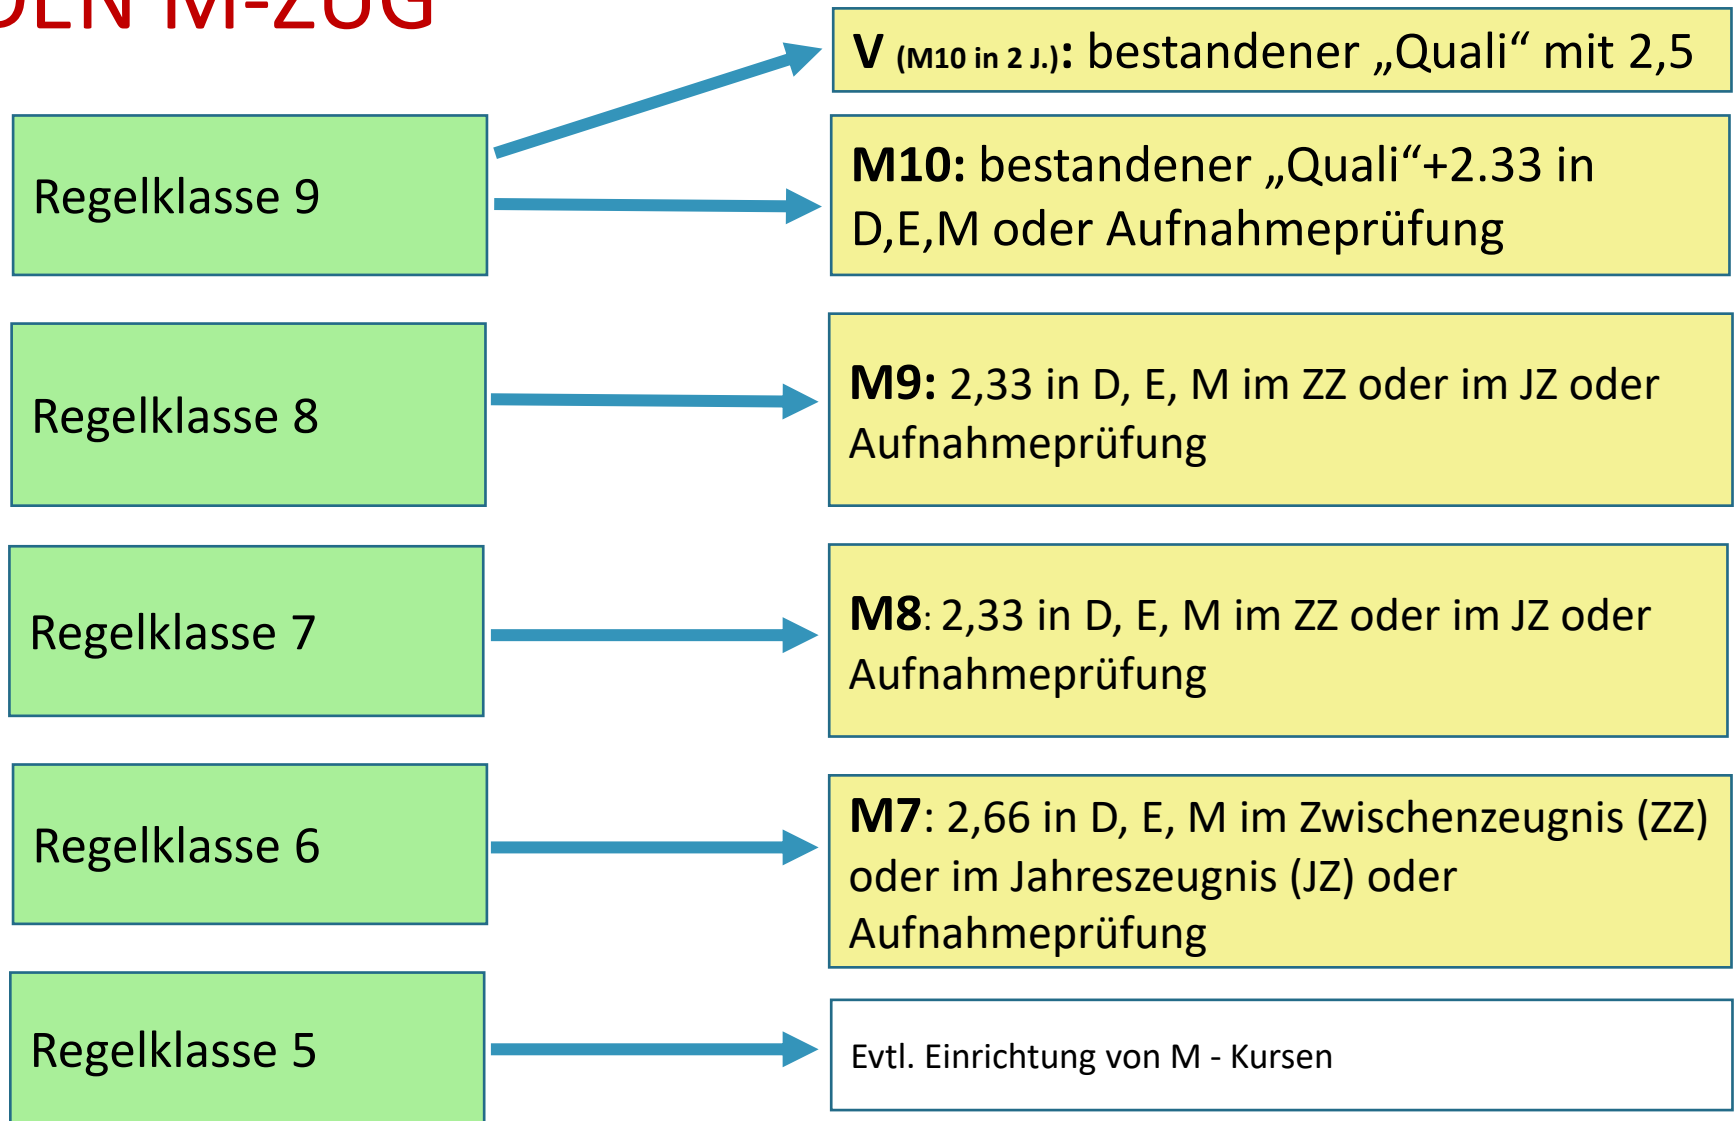 DEN M-ZUG
V (M10 in 2 J.): bestandener „Quali“ mit 2,5
Regelklasse 9
M10: bestandener „Quali“+2.33 in
D,E,M oder Aufnahmeprüfung
Regelklasse 8
M9: 2,33 in D, E, M im ZZ oder im JZ oder
Aufnahmeprüfung
Regelklasse 7
M8: 2,33 in D, E, M im ZZ oder im JZ oder
Aufnahmeprüfung
Regelklasse 6
M7: 2,66 in D, E, M im Zwischenzeugnis (ZZ)
oder im Jahreszeugnis (JZ) oder
Aufnahmeprüfung
Regelklasse 5
Evtl. Einrichtung von M - Kursen